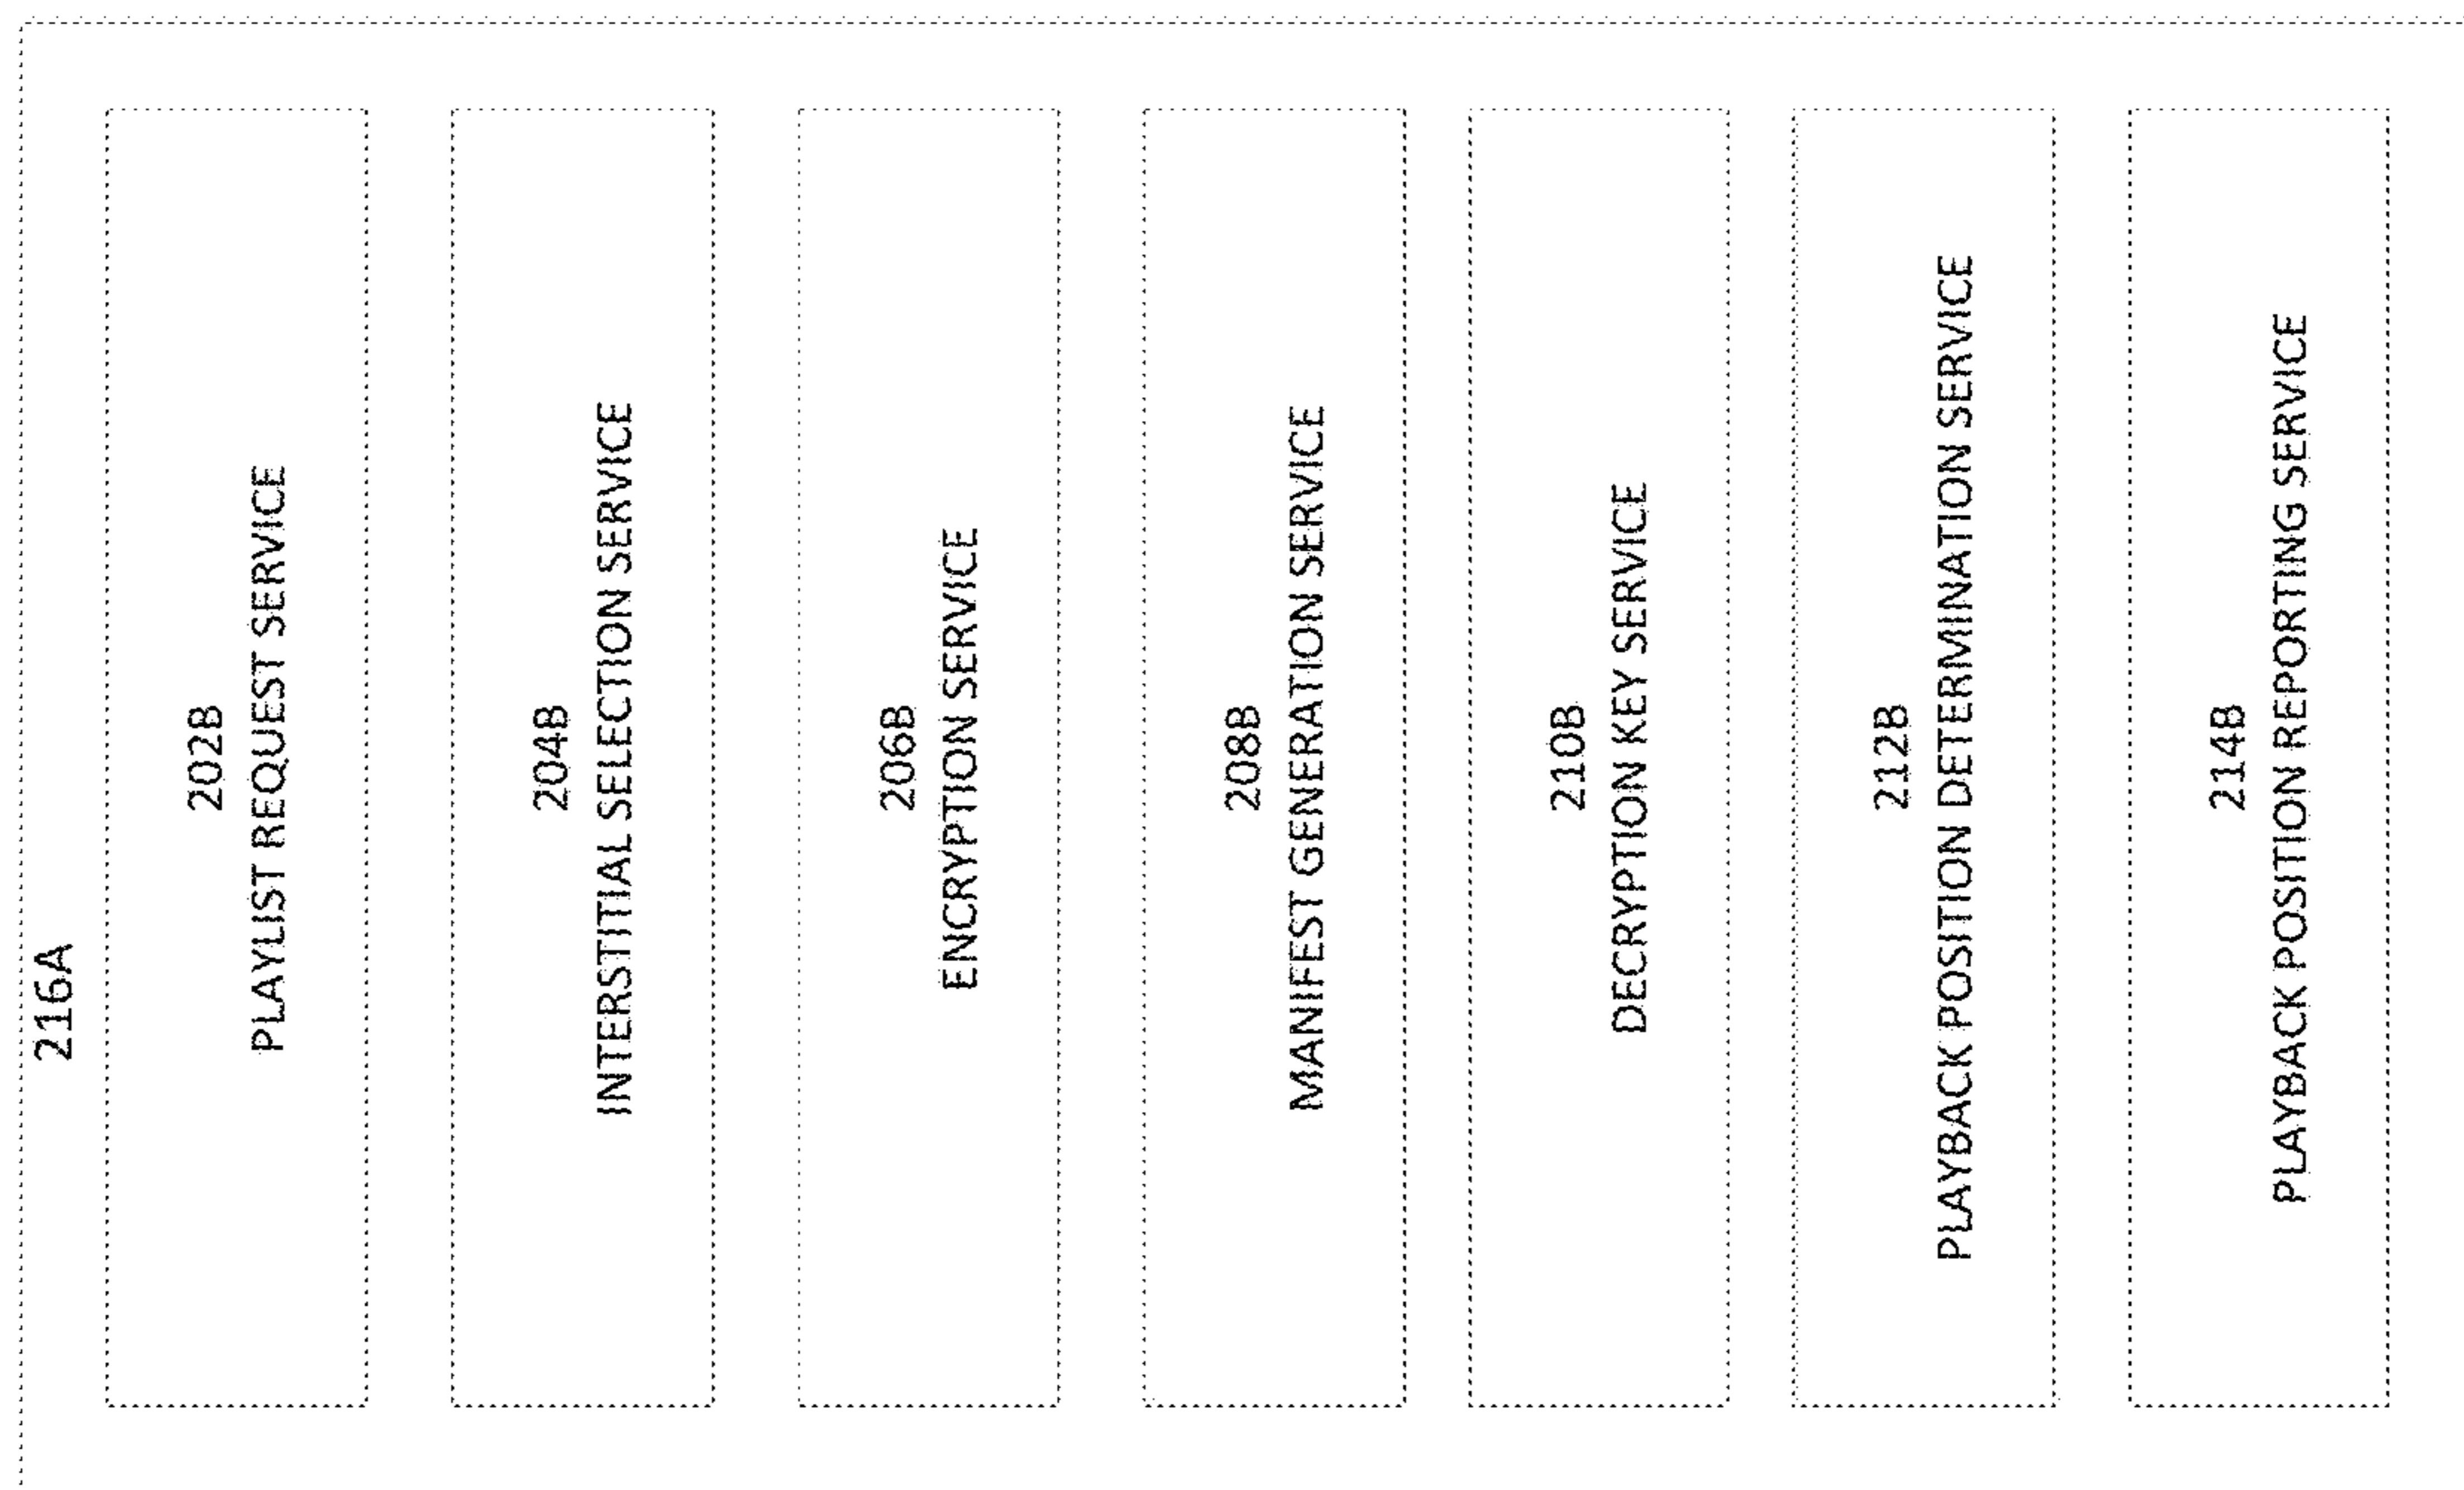 216A
202B
PLAYLIST REQUEST SERVICE
204B
INTERSTITIAL SELECTION SERVICE
206B
ENCRYPTION SERVICE
208B
MANIFEST GENERATION SERVICE
210B
DECRYPTION KEY SERVICE
212B
PLAYBACK POSITION DETERMINATION SERVICE
214B
PLAYBACK POSITION REPORTING SERVICE